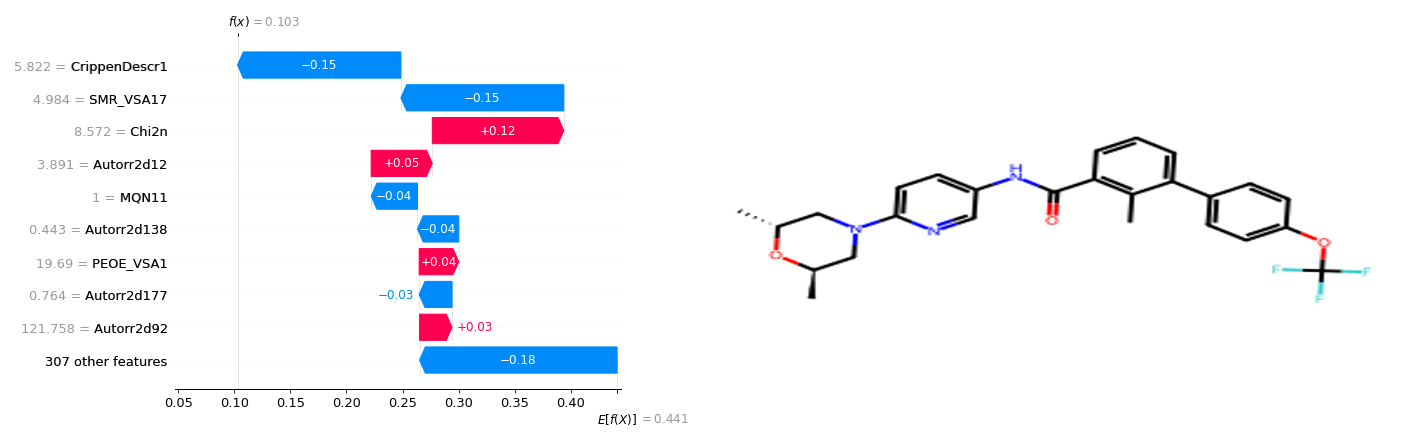 f(x) = 0.103
5.822 = CrippenDescr1
−0.15
4.984 = SMR_VSA17
−0.15
8.572 = Chi2n
+0.12
3.891 = Autorr2d12
+0.05
1 = MQN11
−0.04
0.443 = Autorr2d138
−0.04
19.69 = PEOE_VSA1
+0.04
0.764 = Autorr2d177
−0.03
121.758 = Autorr2d92
+0.03
307 other features
−0.18
0.05 0.10 0.15 0.20 0.25 0.30 0.35 0.40
E[f(X)] = 0.441
H
N
O
N
N
O
O
F
F
F